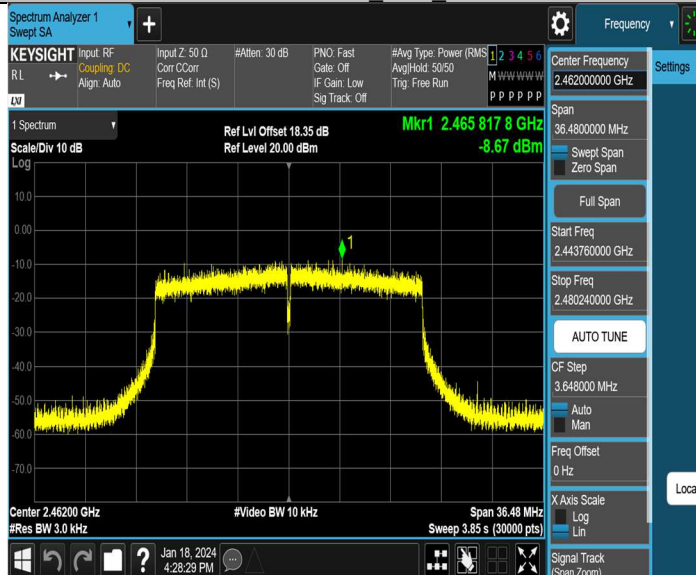 Spectrum Analyzer 1
Swept SA
+
Frequency
KEYSIGHT
RL
LXI
Input: RF
Coupling: DC
Align: Auto
Input Z: 50 Ω
Corr CCorr
Freq Ref: Int (S)
#Atten: 30 dB
PNO: Fast
Gate: Off
IF Gain: Low
Sig Track: Off
#Avg Type: Power (RMS
Avg|Hold: 50/50
Trig: Free Run
1 2 3 4 5 6
M W W W W W
P P P P P P
1 Spectrum
Scale/Div 10 dB
Log
Ref Lvl Offset 18.35 dB
Ref Level 20.00 dBm
Mkr1 2.465 817 8 GHz
-8.67 dBm
10.0
0.00
-10.0
-20.0
-30.0
-40.0
-50.0
-60.0
-70.0
1
Center 2.46200 GHz
#Res BW 3.0 kHz
#Video BW 10 kHz
Span 36.48 MHz
Sweep 3.85 s (30000 pts)
Jan 18, 2024
4:28:29 PM
?
Center Frequency
2.462000000 GHz
Span
36.4800000 MHz
Swept Span
Zero Span
Full Span
Start Freq
2.443760000 GHz
Stop Freq
2.480240000 GHz
AUTO TUNE
CF Step
3.648000 MHz
Auto
Man
Freq Offset
0 Hz
X Axis Scale
Log
Lin
Signal Track
(Span Zoom)
Settings
Loca